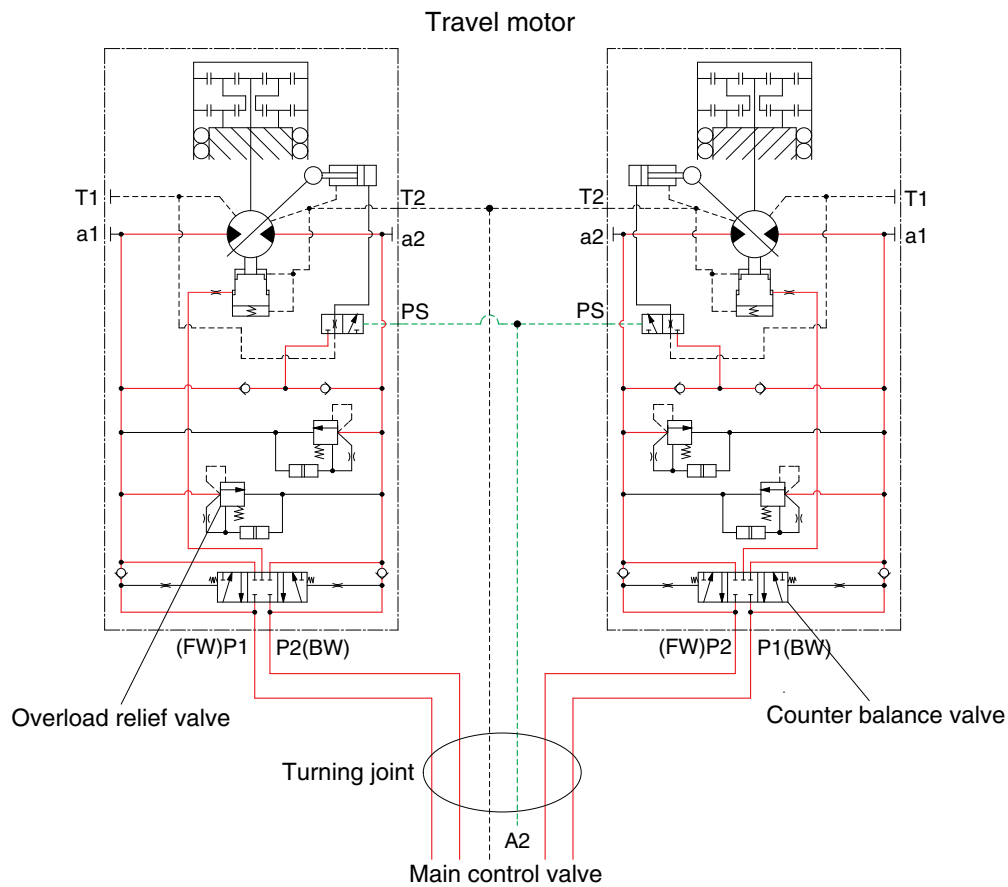 Travel motor
T1
T2
T2
T1
a1
a2
a2
a1
PS
PS
(FW)P1
P2(BW)
(FW)P2
P1(BW)
Overload relief valve
Counter balance valve
Turning joint
A2
Main control valve